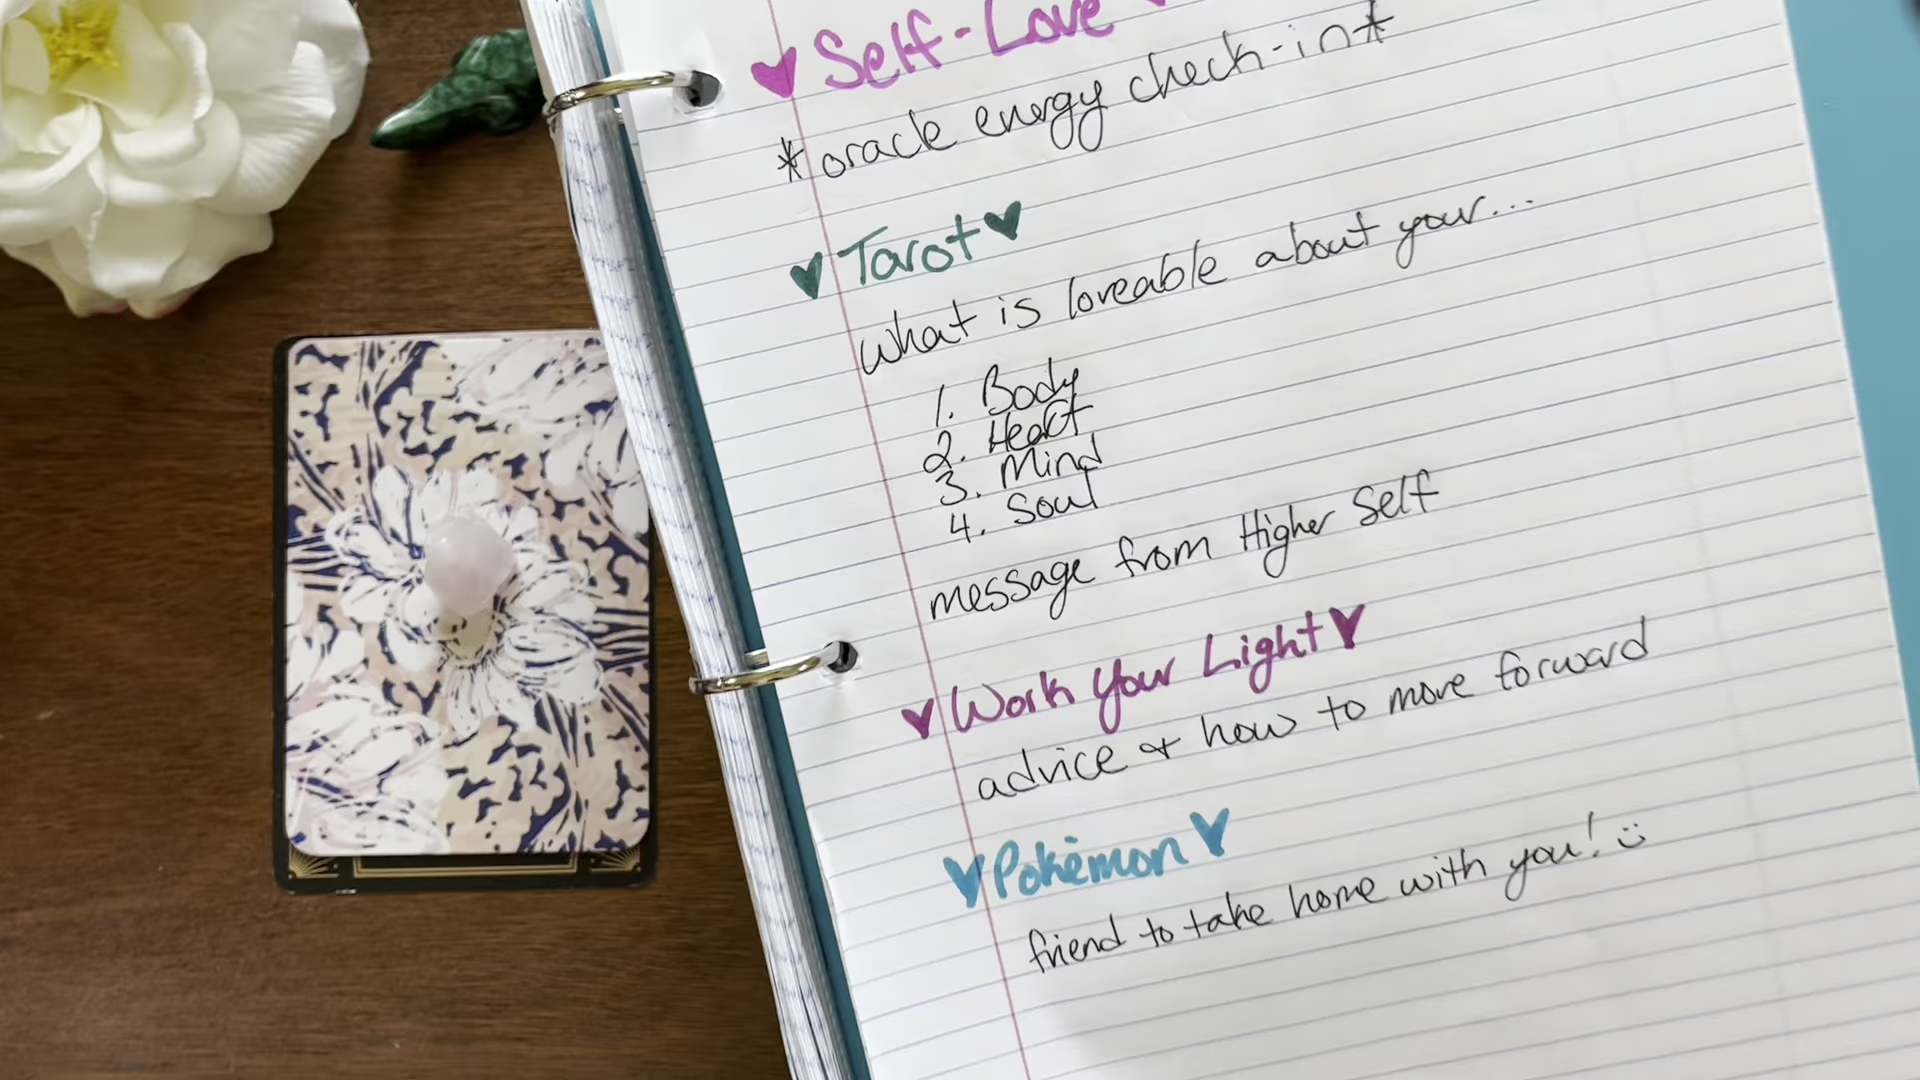 Self-Love
*oracle energy check-in*
Tarot
what is loveable about your...
1. Body
2. Heart
3. Mind
4. Soul
message from Higher Self
Work Your Light
advice & how to move forward
Pokèmon
friend to take home with you! :)